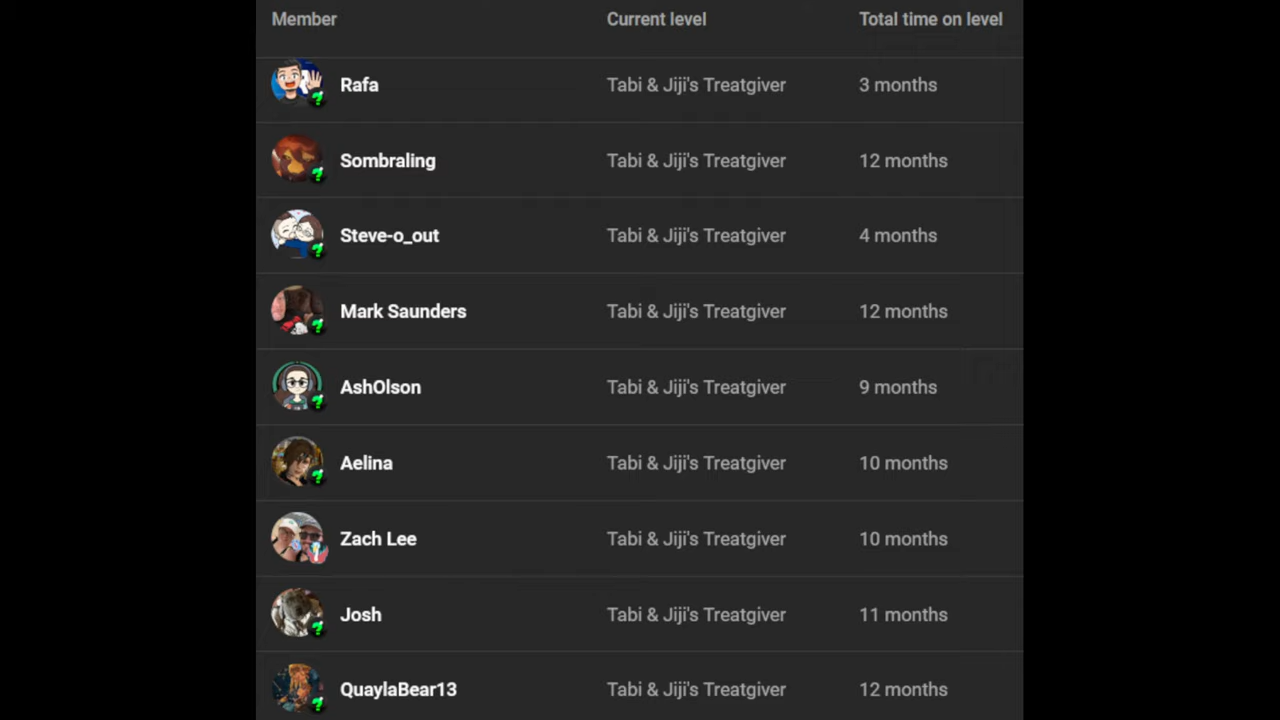 Member Current level Total time on level
Rafa Tabi & Jiji's Treatgiver 3 months
Sombraling Tabi & Jiji's Treatgiver 12 months
Steve-o_out Tabi & Jiji's Treatgiver 4 months
Mark Saunders Tabi & Jiji's Treatgiver 12 months
AshOlson Tabi & Jiji's Treatgiver 9 months
Aelina Tabi & Jiji's Treatgiver 10 months
Zach Lee Tabi & Jiji's Treatgiver 10 months
Josh Tabi & Jiji's Treatgiver 11 months
QuaylaBear13 Tabi & Jiji's Treatgiver 12 months